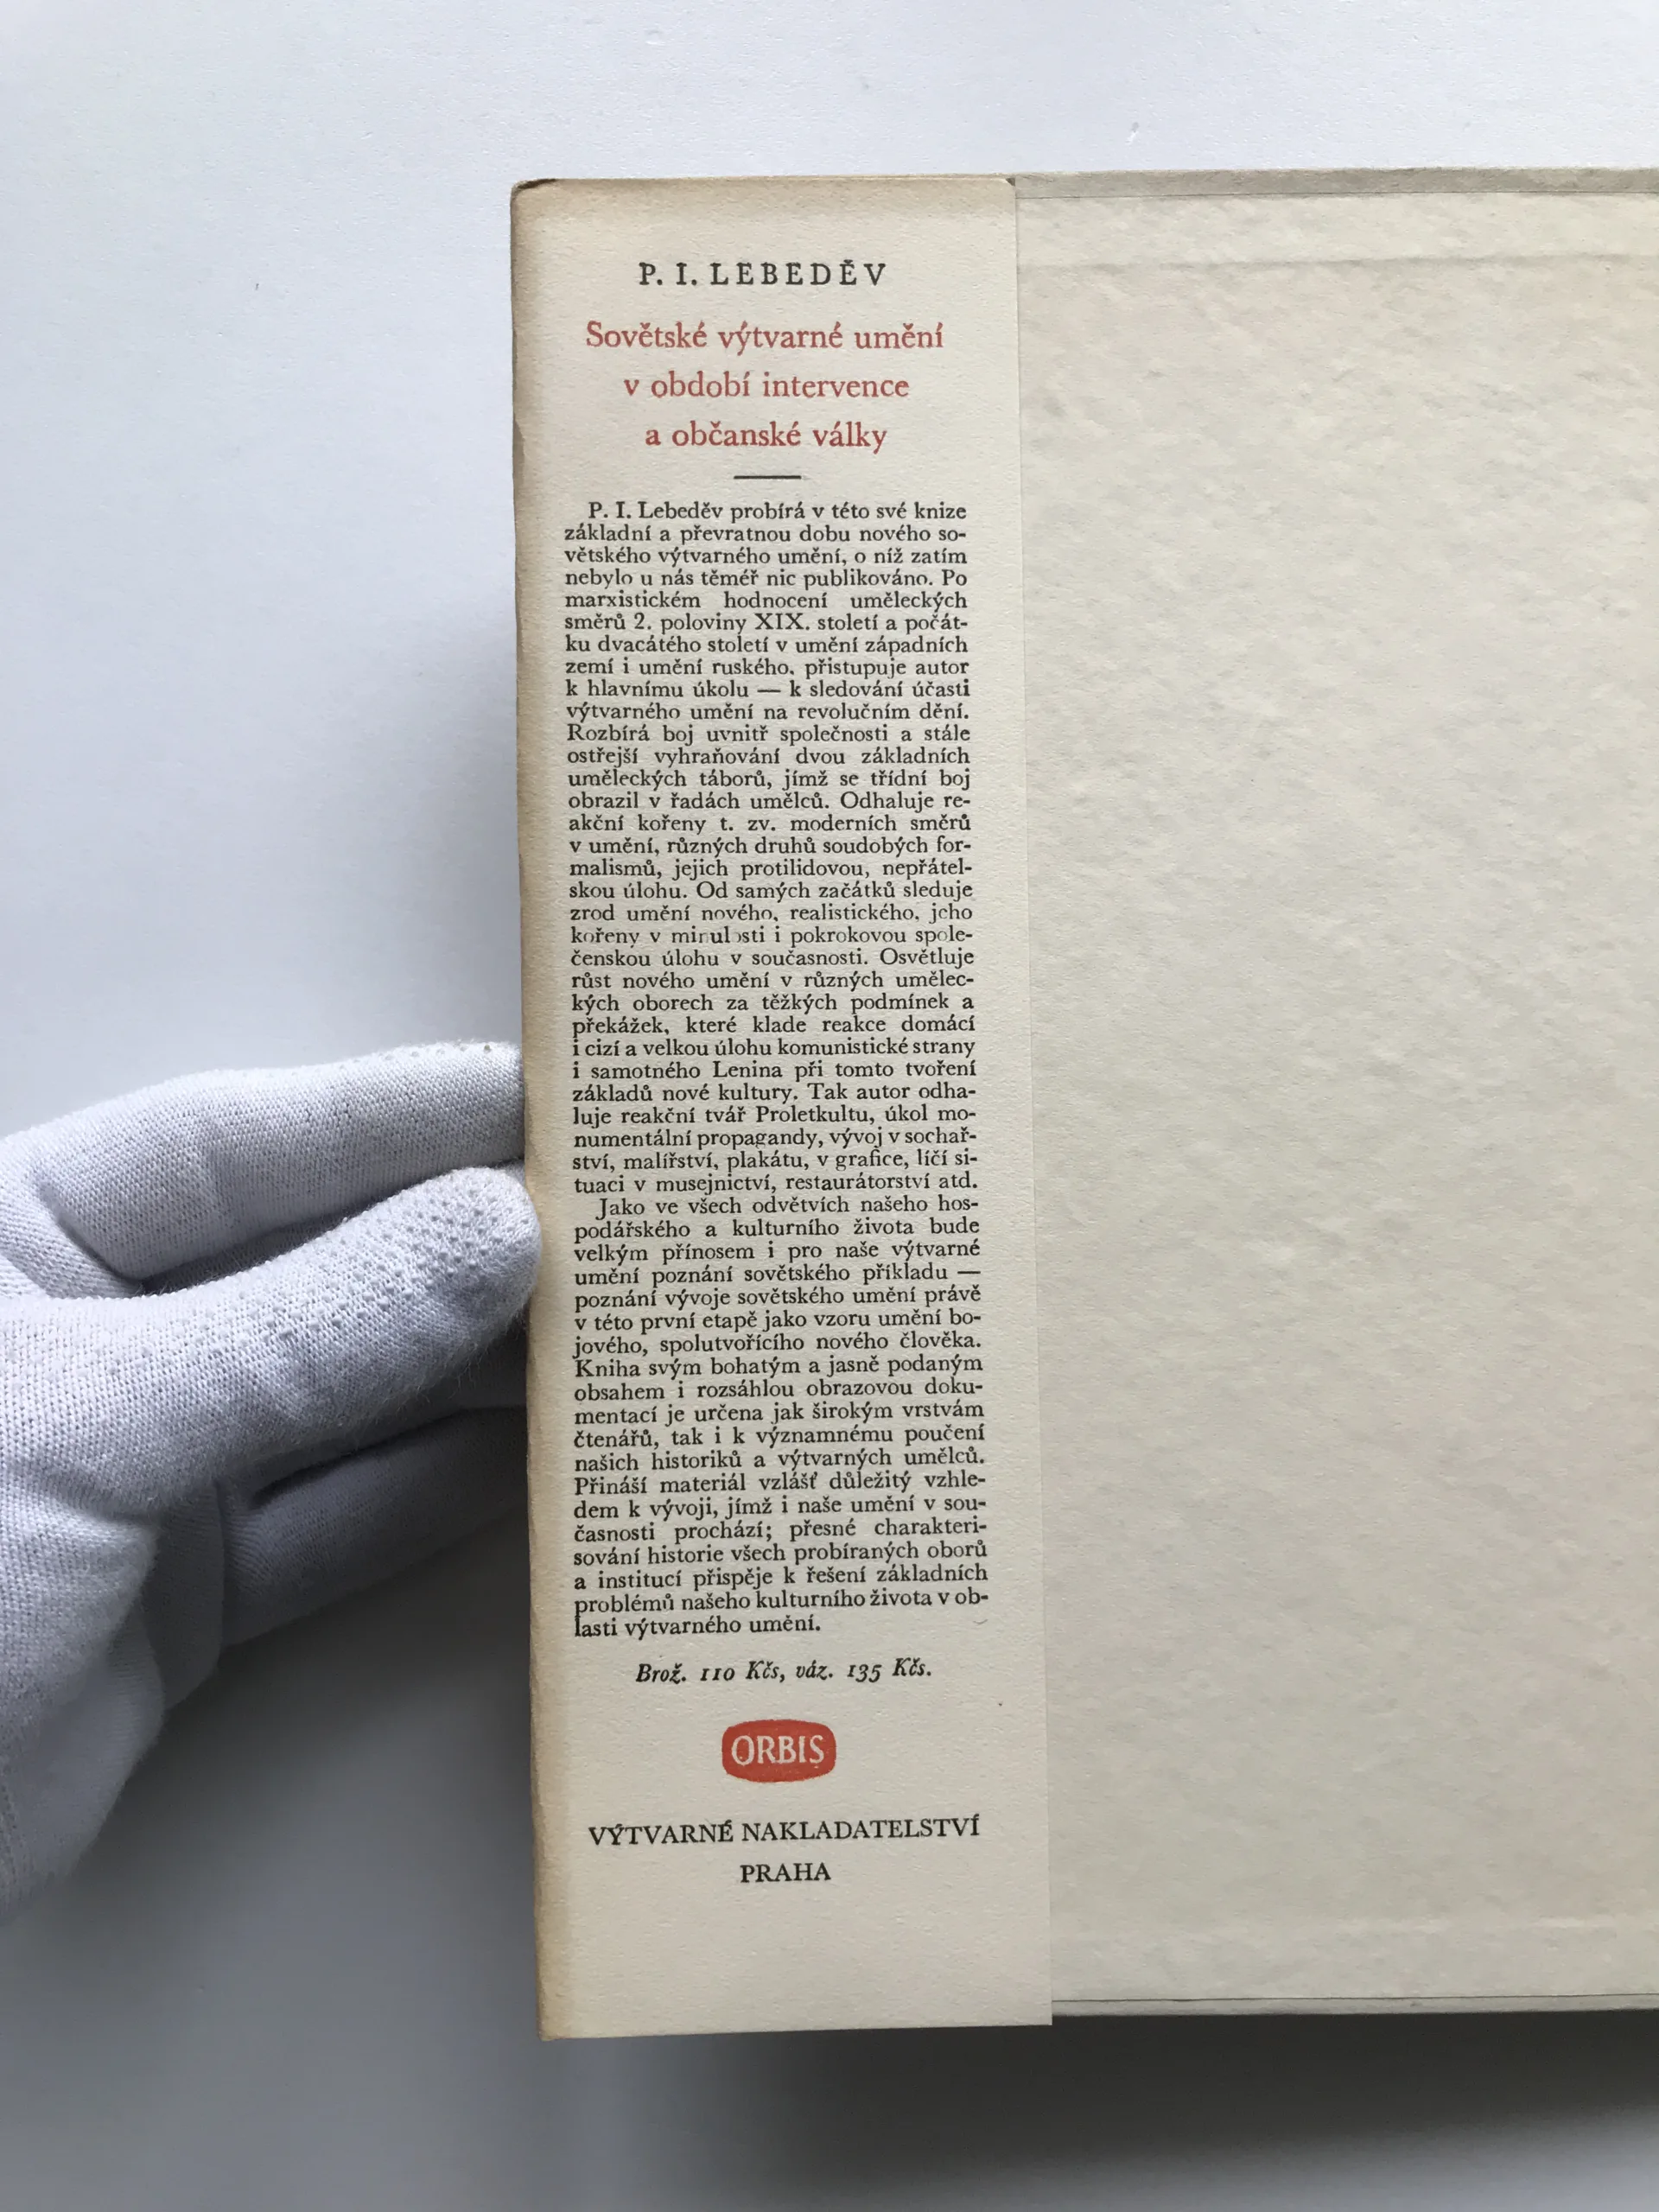 P. I. LEBEDĚV
Sovětské výtvarné umění
v období intervence
a občanské války
P. I. Lebeděv probírá v této své knize
základní a převratnou dobu nového so-
větského výtvarného umění, o níž zatím
nebylo u nás téměř nic publikováno. Po
marxistickém hodnocení uměleckých
směrů 2. poloviny XIX. století a počát-
ku dvacátého století v umění západních
zemí i umění ruského, přistupuje autor
k hlavnímu úkolu — k sledování účasti
výtvarného umění na revolučním dění.
Rozbírá boj uvnitř společnosti a stále
ostřejší vyhraňování dvou základních
uměleckých táborů, jímž se třídní boj
obrazil v řadách umělců. Odhaluje re-
akční kořeny t. zv. moderních směrů
v umění, různých druhů soudobých for-
malismů, jejich protilidovou, nepřátel-
skou úlohu. Od samých začátků sleduje
zrod umění nového, realistického, jeho
kořeny v minulosti i pokrokovou spole-
čenskou úlohu v současnosti. Osvětluje
růst nového umění v různých umělec-
kých oborech za těžkých podmínek a
překážek, které klade reakce domácí
i cizí a velkou úlohu komunistické strany
i samotného Lenina při tomto tvoření
základů nové kultury. Tak autor odha-
luje reakční tvář Proletkultu, úkol mo-
numentální propagandy, vývoj v sochař-
ství, malířství, plakátu, v grafice, líčí si-
tuaci v musejnictví, restaurátorství atd.
Jako ve všech odvětvích našeho hos-
podářského a kulturního života bude
velkým přínosem i pro naše výtvarné
umění poznání sovětského příkladu —
poznání vývoje sovětského umění právě
v této první etapě jako vzoru umění bo-
jového, spolutvořícího nového člověka.
Kniha svým bohatým a jasně podaným
obsahem i rozsáhlou obrazovou doku-
mentací je určena jak širokým vrstvám
čtenářů, tak i k významnému poučení
našich historiků a výtvarných umělců.
Přináší materiál vzlášť důležitý vzhle-
dem k vývoji, jímž i naše umění v sou-
časnosti prochází; přesné charakteri-
sování historie všech probíraných oborů
a institucí přispěje k řešení základních
problémů našeho kulturního života v ob-
lasti výtvarného umění.
Brož. 110 Kčs, váz. 135 Kčs.
ORBIS
VÝTVARNÉ NAKLADATELSTVÍ
PRAHA